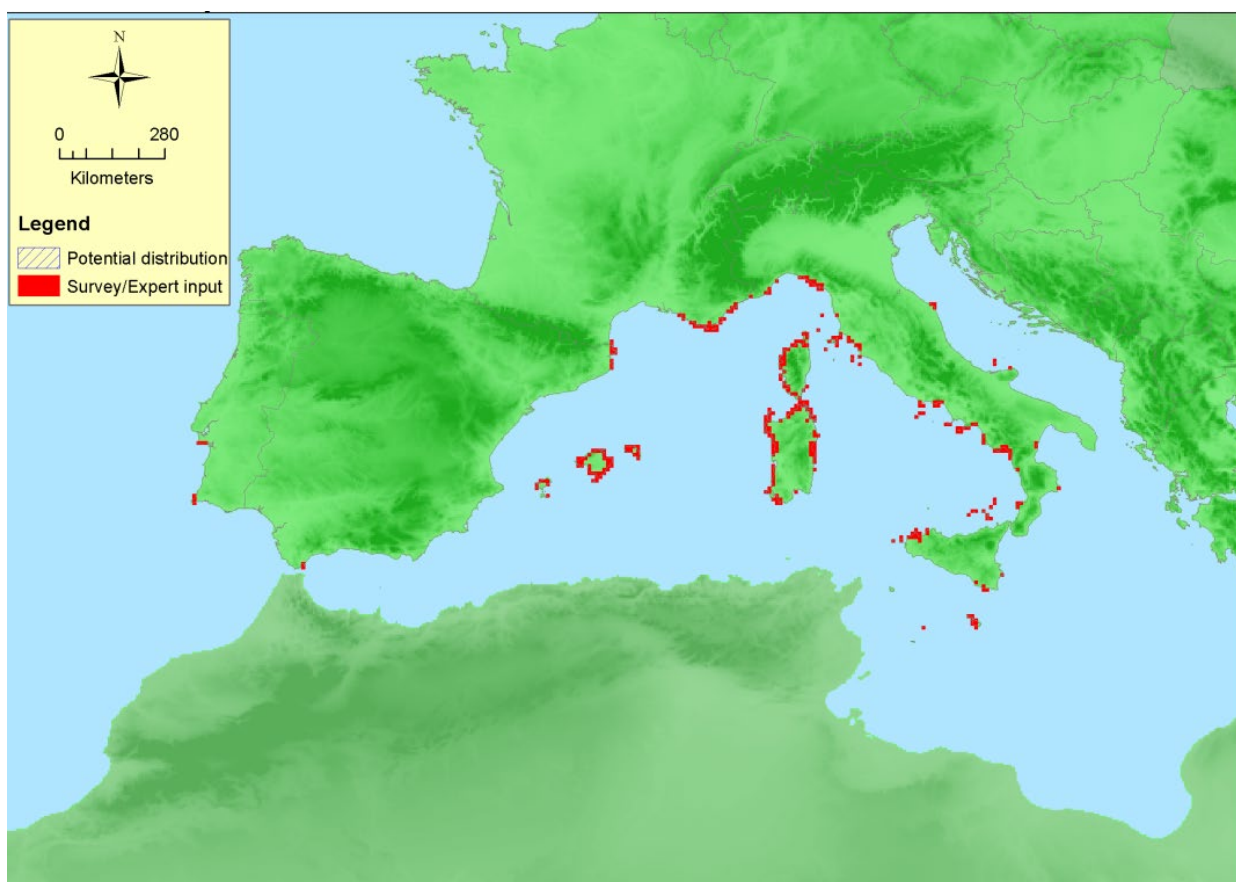 N
0 280
Kilometers
Legend
Potential distribution
Survey/Expert input